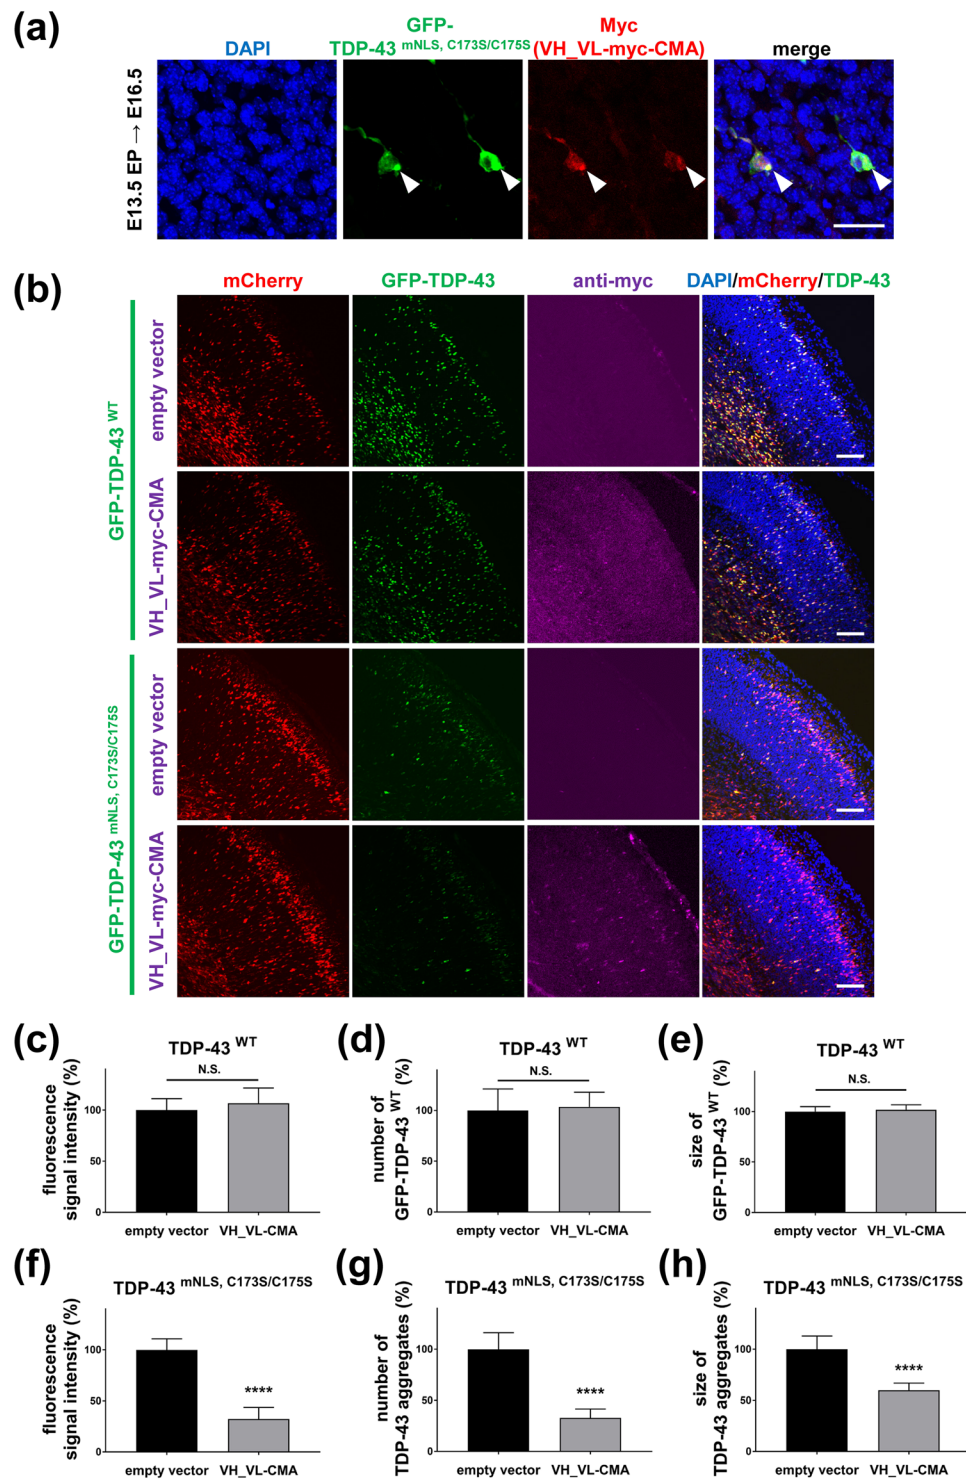 (a)
DAPI
GFP-
TDP-43 mNLS, C173S/C175S
Myc
(VH_VL-myc-CMA)
merge
E13.5 EP → E16.5
(b)
mCherry
GFP-TDP-43
anti-myc
DAPI/mCherry/TDP-43
GFP-TDP-43 WT
empty vector
VH_VL-myc-CMA
GFP-TDP-43 mNLS, C173S/C175S
empty vector
VH_VL-myc-CMA
(c)
TDP-43 WT
fluorescence
signal intensity (%)
N.S.
100
50
0
empty vector VH_VL-CMA
(d)
TDP-43 WT
number of
GFP-TDP-43 WT (%)
N.S.
100
50
0
empty vector VH_VL-CMA
(e)
TDP-43 WT
size of
GFP-TDP-43 WT (%)
N.S.
100
50
0
empty vector VH_VL-CMA
(f)
TDP-43 mNLS, C173S/C175S
fluorescence
signal intensity (%)
100
50
0
****
empty vector VH_VL-CMA
(g)
TDP-43 mNLS, C173S/C175S
number of
TDP-43 aggregates (%)
100
50
0
****
empty vector VH_VL-CMA
(h)
TDP-43 mNLS, C173S/C175S
size of
TDP-43 aggregates (%)
100
50
0
****
empty vector VH_VL-CMA